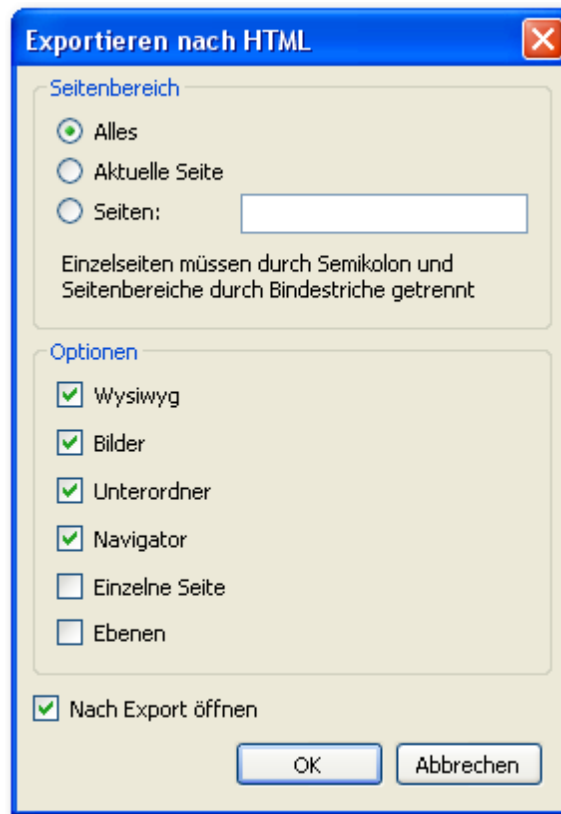 Exportieren nach HTML
Seitenbereich
Alles
Aktuelle Seite
Seiten:
Einzelseiten müssen durch Semikolon und
Seitenbereiche durch Bindestriche getrennt
Optionen
Wysiwyg
Bilder
Unterordner
Navigator
Einzelne Seite
Ebenen
Nach Export öffnen
OK Abbrechen